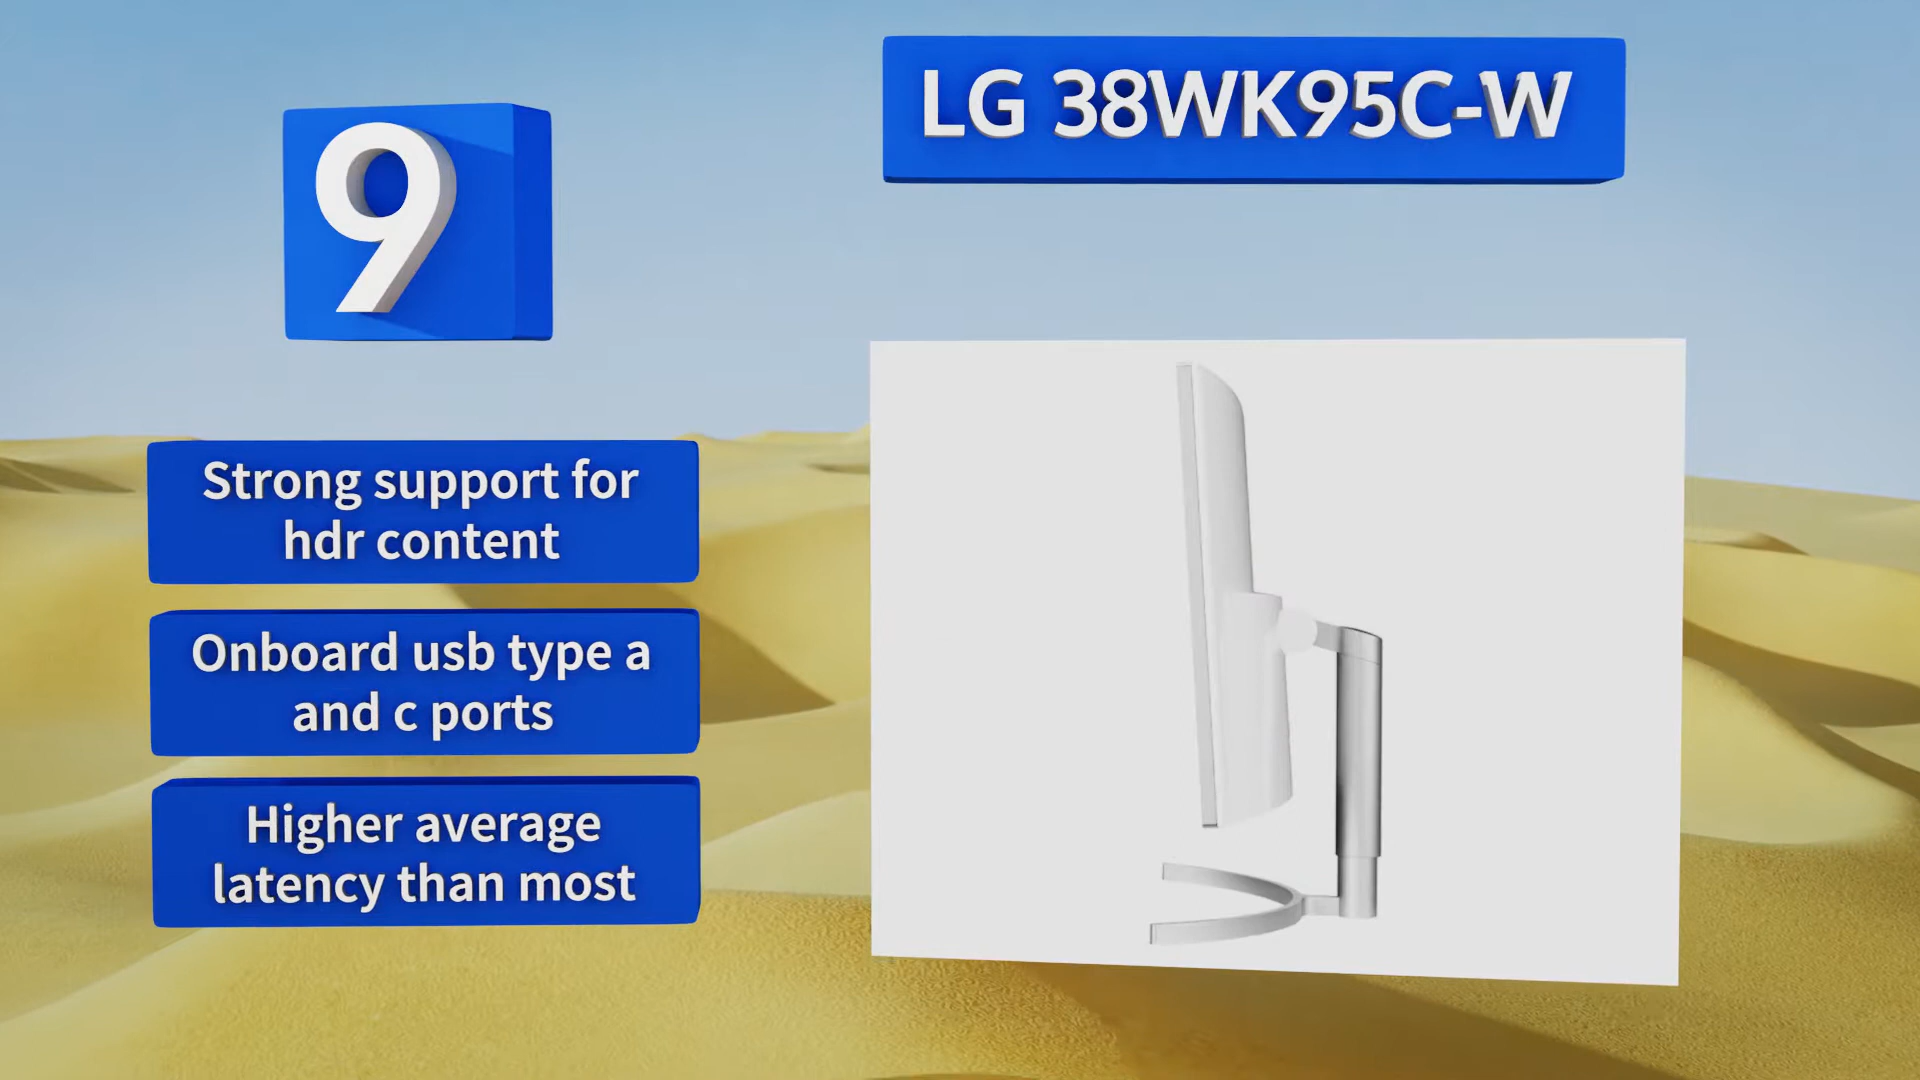 9
LG 38WK95C-W
Strong support for
hdr content
Onboard usb type a
and c ports
Higher average
latency than most